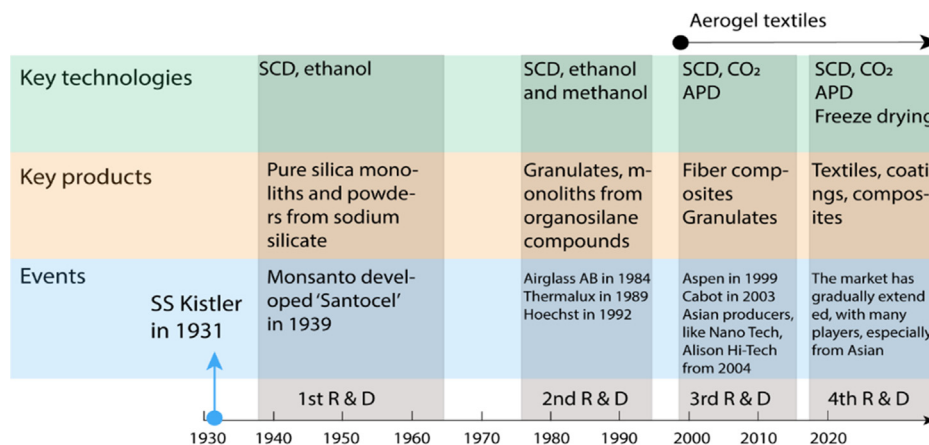 Aerogel textiles
Key technologies
SCD, ethanol
SCD, ethanol
and methanol
SCD, CO₂
APD
SCD, CO₂
APD
Freeze drying
Key products
Pure silica mono-
liths and powde-
rs from sodium
silicate
Granulates, m-
onoliths from
organosilane
compounds
Fiber comp-
osites
Granulates
Textiles, coati-
ngs, compos-
ites
Events
SS Kistler
in 1931
Monsanto devel-
oped ‘Santocel’
in 1939
Airglass AB in 1984
Thermalux in 1989
Hoechst in 1992
Aspen in 1999
Cabot in 2003
Asian producers,
like Nano Tech,
Alison Hi-Tech
from 2004
The market has
gradually extend
ed, with many
players, especially
from Asian
1st R & D
2nd R & D
3rd R & D
4th R & D
1930 1940 1950 1960 1970 1980 1990 2000 2010 2020